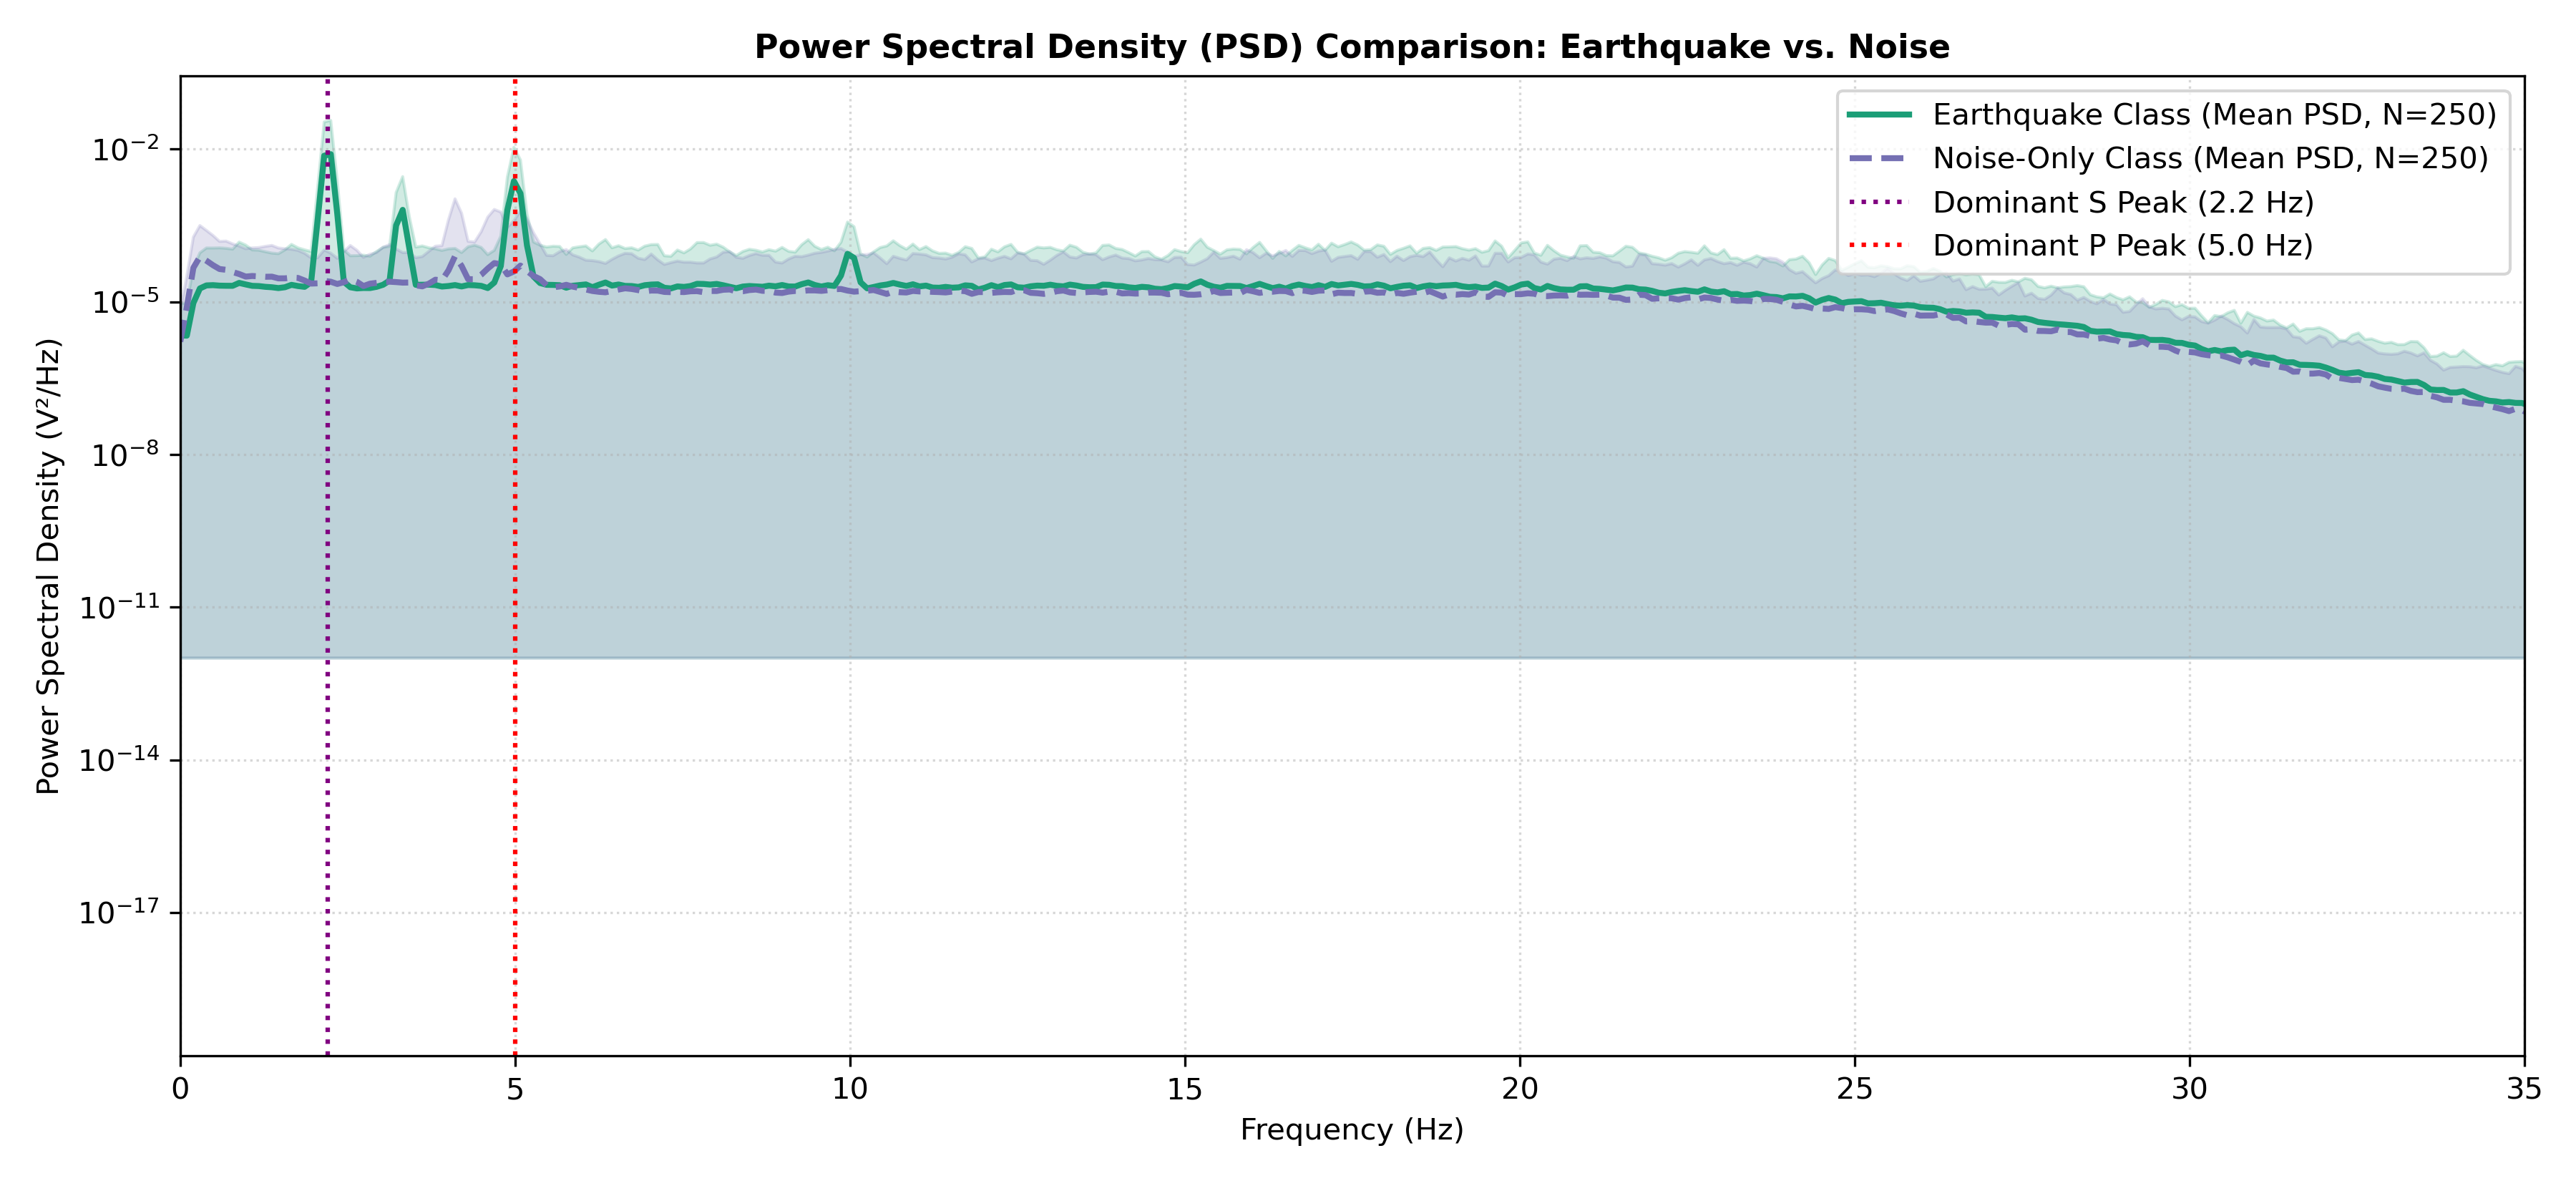 Power Spectral Density (PSD) Comparison: Earthquake vs. Noise
Earthquake Class (Mean PSD, N=250)
Noise-Only Class (Mean PSD, N=250)
Dominant S Peak (2.2 Hz)
Dominant P Peak (5.0 Hz)
Power Spectral Density (V²/Hz)
10⁻²
10⁻⁵
10⁻⁸
10⁻¹¹
10⁻¹⁴
10⁻¹⁷
0 5 10 15 20 25 30 35
Frequency (Hz)